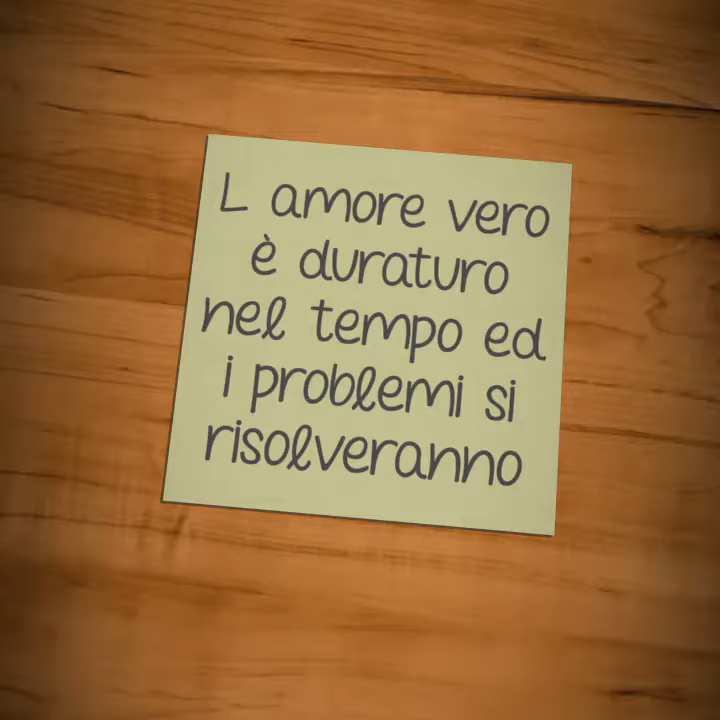 L amore vero
è duraturo
nel tempo ed
i problemi si
risolveranno